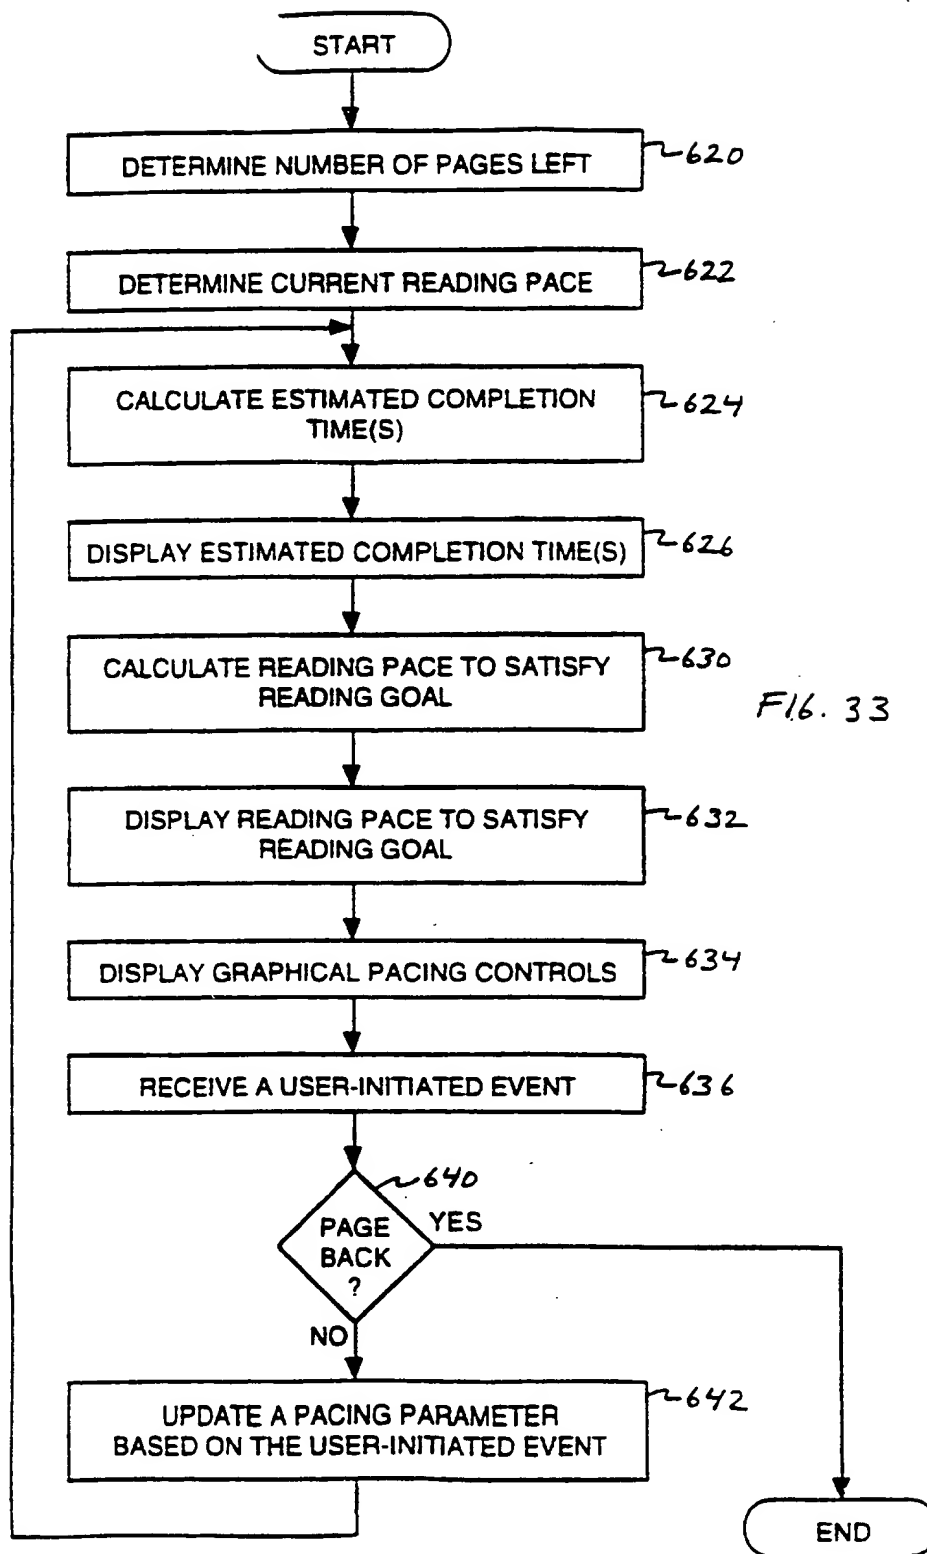 START
DETERMINE NUMBER OF PAGES LEFT
620
DETERMINE CURRENT READING PACE
622
CALCULATE ESTIMATED COMPLETION
TIME(S)
624
DISPLAY ESTIMATED COMPLETION TIME(S)
626
CALCULATE READING PACE TO SATISFY
READING GOAL
630
FIG. 33
DISPLAY READING PACE TO SATISFY
READING GOAL
632
DISPLAY GRAPHICAL PACING CONTROLS
634
RECEIVE A USER-INITIATED EVENT
636
640
PAGE
BACK
?
YES
NO
UPDATE A PACING PARAMETER
BASED ON THE USER-INITIATED EVENT
642
END